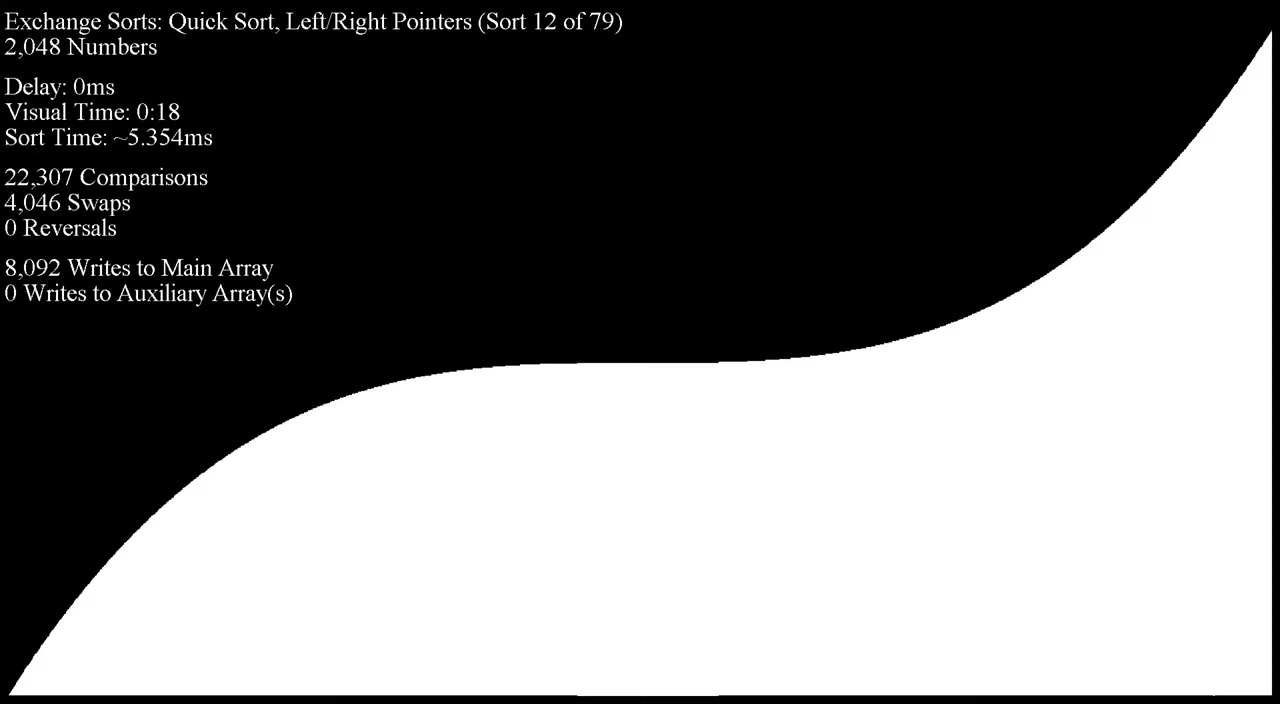 Exchange Sorts: Quick Sort, Left/Right Pointers (Sort 12 of 79)
2,048 Numbers
Delay: 0ms
Visual Time: 0:18
Sort Time: ~5.354ms
22,307 Comparisons
4,046 Swaps
0 Reversals
8,092 Writes to Main Array
0 Writes to Auxiliary Array(s)